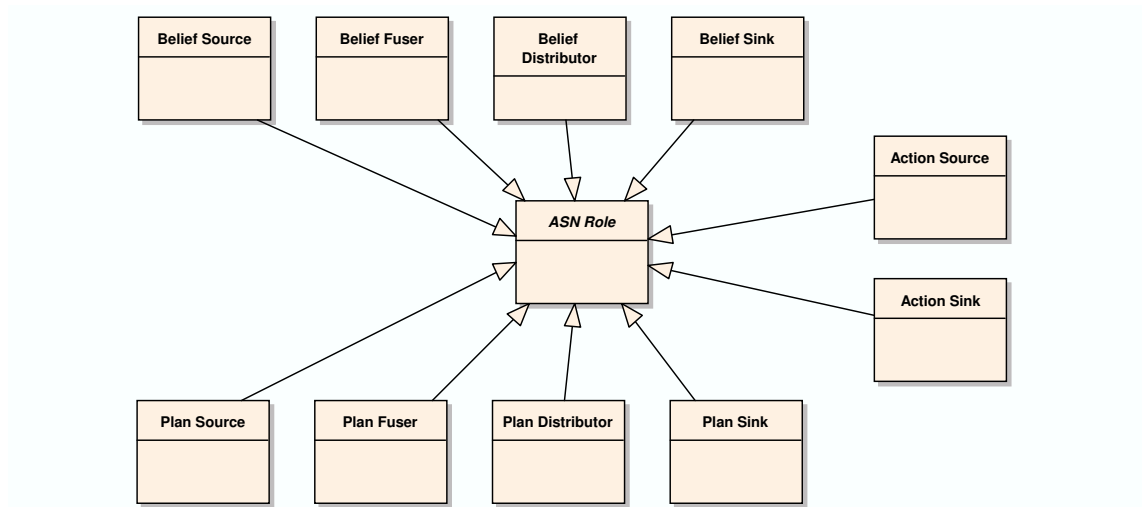 Belief Source
Belief Fuser
Belief
Distributor
Belief Sink
Action Source
ASN Role
Action Sink
Plan Source
Plan Fuser
Plan Distributor
Plan Sink